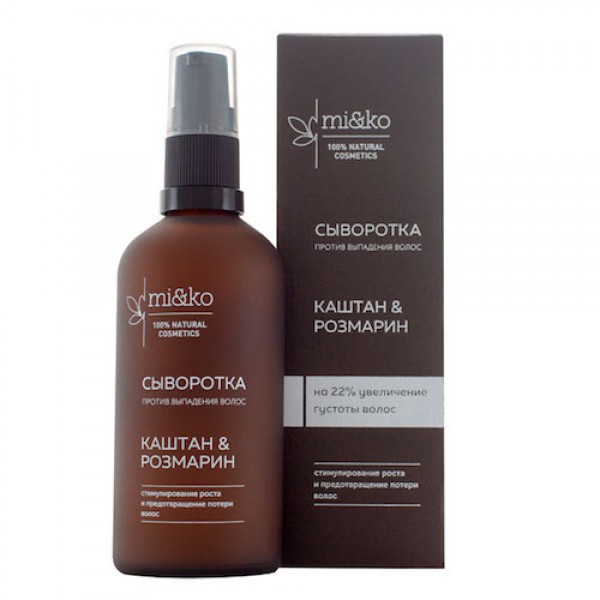 mi&ko
100% NATURAL
COSMETICS
СЫВОРОТКА
ПРОТИВ ВЫПАДЕНИЯ ВОЛОС
КАШТАН &
РОЗМАРИН
стимулирование роста
и предотвращение потери
волос
mi&ko
100% NATURAL
COSMETICS
СЫВОРОТКА
ПРОТИВ ВЫПАДЕНИЯ ВОЛОС
КАШТАН &
РОЗМАРИН
на 22% увеличение
густоты волос
стимулирование роста
и предотвращение потери
волос